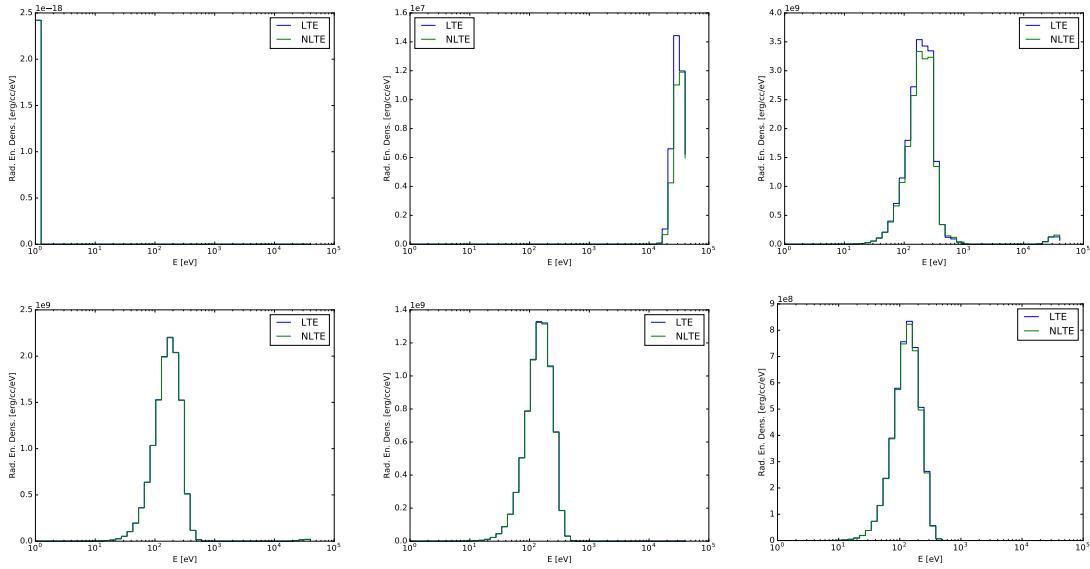 1e−18
2.5
2.0
1.5
1.0
0.5
0.0
Rad. En. Dens. [erg/cc/eV]
10^0 10^1 10^2 10^3 10^4 10^5
E [eV]
LTE
NLTE
1e7
1.6
1.4
1.2
1.0
0.8
0.6
0.4
0.2
0.0
Rad. En. Dens. [erg/cc/eV]
10^0 10^1 10^2 10^3 10^4 10^5
E [eV]
LTE
NLTE
1e9
4.0
3.5
3.0
2.5
2.0
1.5
1.0
0.5
0.0
Rad. En. Dens. [erg/cc/eV]
10^0 10^1 10^2 10^3 10^4 10^5
E [eV]
LTE
NLTE
1e9
2.5
2.0
1.5
1.0
0.5
0.0
Rad. En. Dens. [erg/cc/eV]
10^0 10^1 10^2 10^3 10^4 10^5
E [eV]
LTE
NLTE
1e9
1.4
1.2
1.0
0.8
0.6
0.4
0.2
0.0
Rad. En. Dens. [erg/cc/eV]
10^0 10^1 10^2 10^3 10^4 10^5
E [eV]
LTE
NLTE
1e8
9
8
7
6
5
4
3
2
1
0
Rad. En. Dens. [erg/cc/eV]
10^0 10^1 10^2 10^3 10^4 10^5
E [eV]
LTE
NLTE